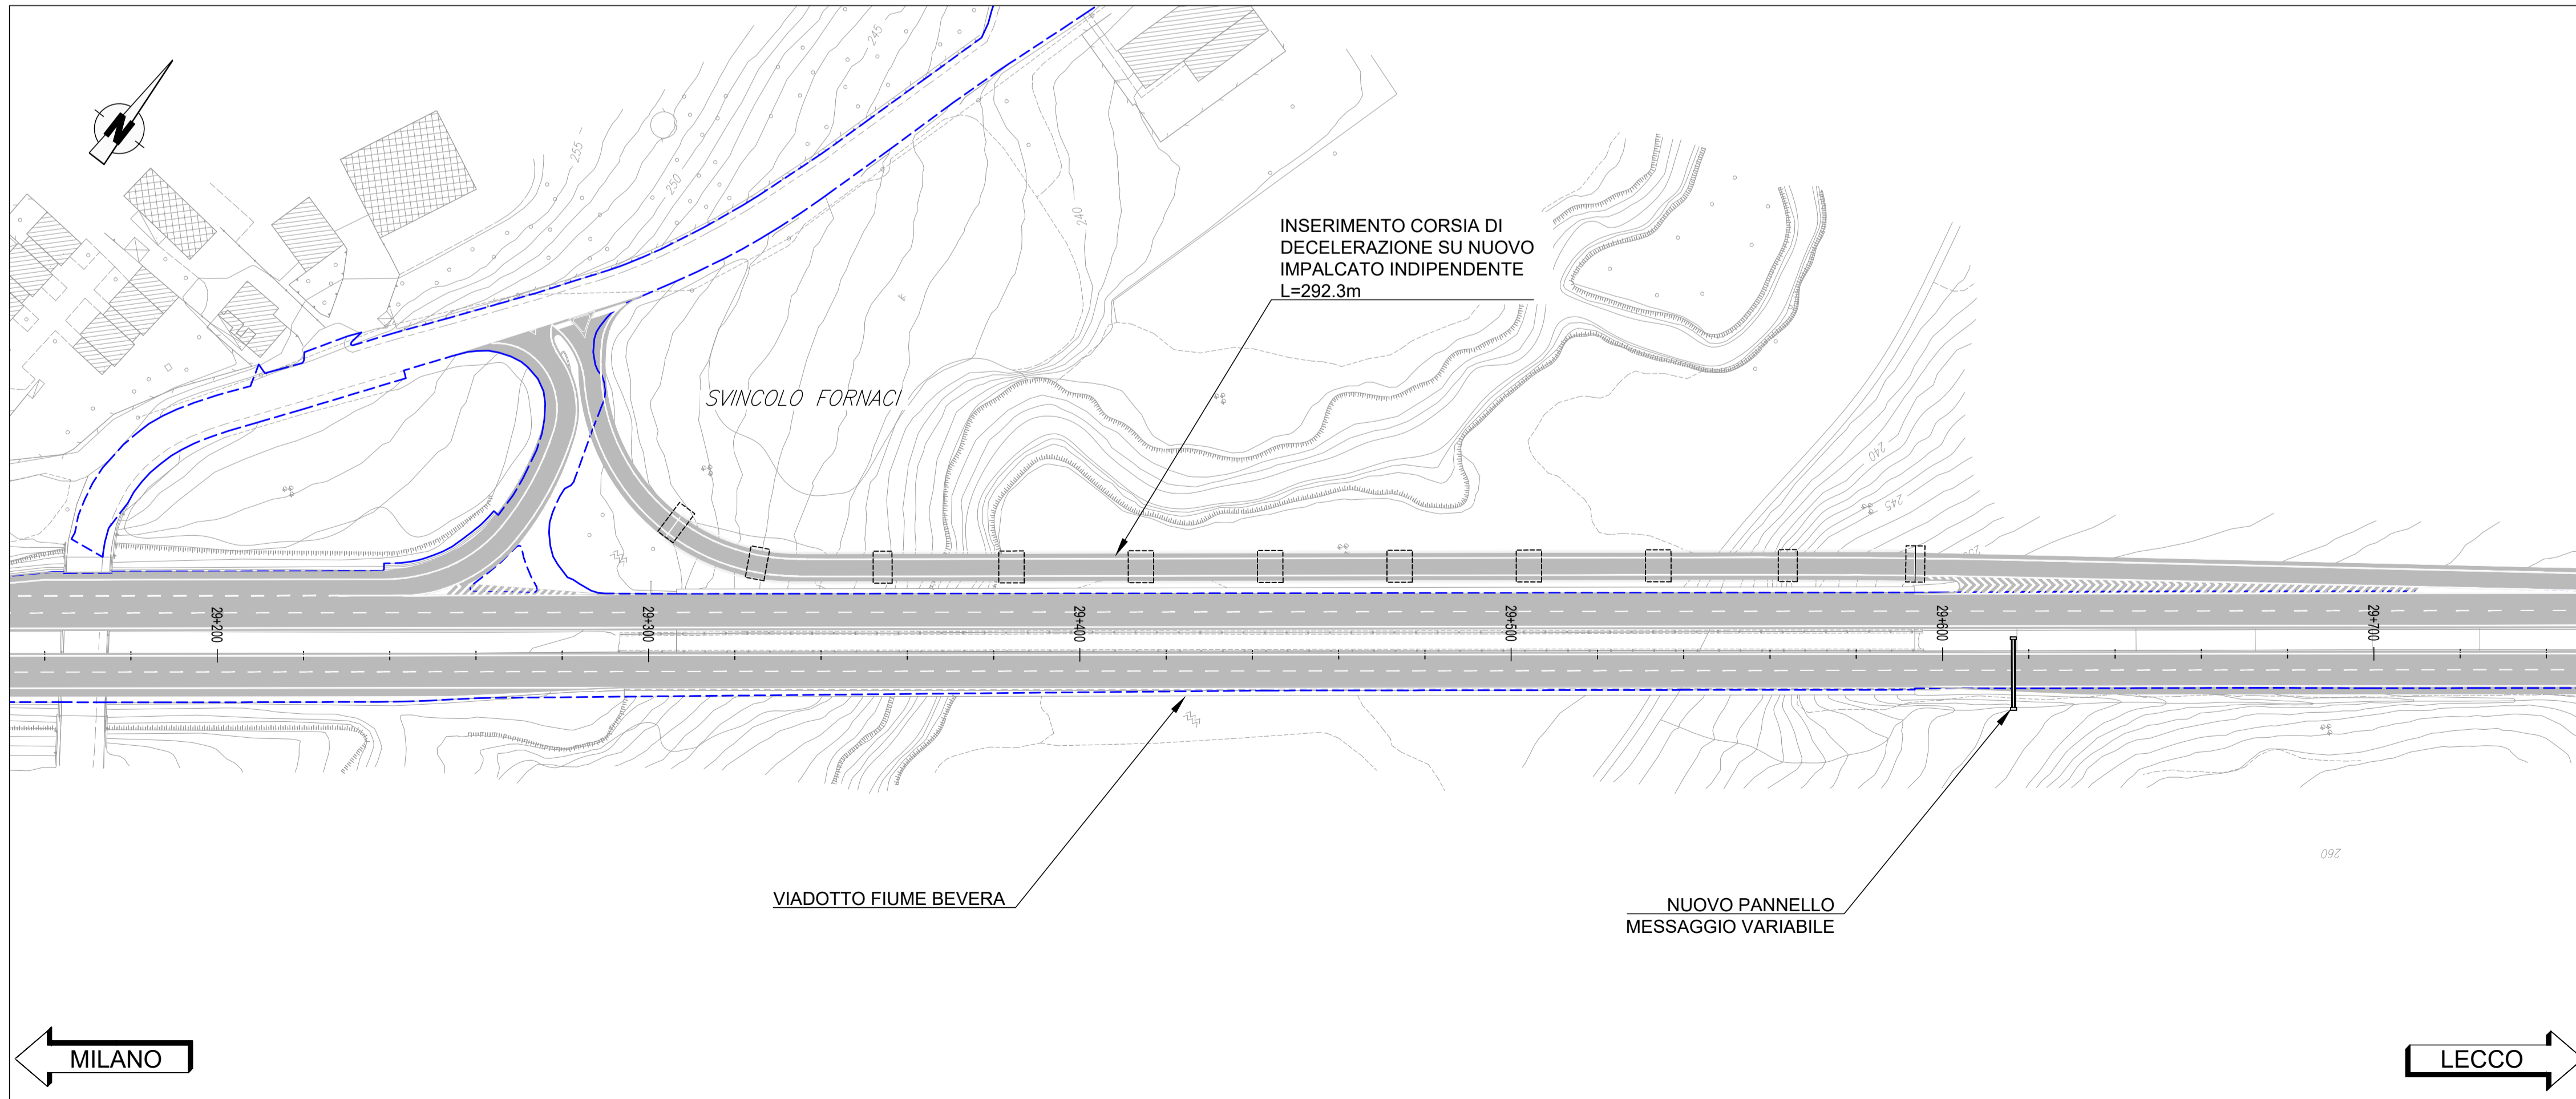 245
255
250
240
N
INSERIMENTO CORSIA DI
DECELERAZIONE SU NUOVO
IMPALCATO INDIPENDENTE
L=292.3m
SVINCOLO FORNACI
240
245
29+200
29+300
29+400
29+500
29+600
29+700
260
VIADOTTO FIUME BEVERA
NUOVO PANNELLO
MESSAGGIO VARIABILE
MILANO
LECCO